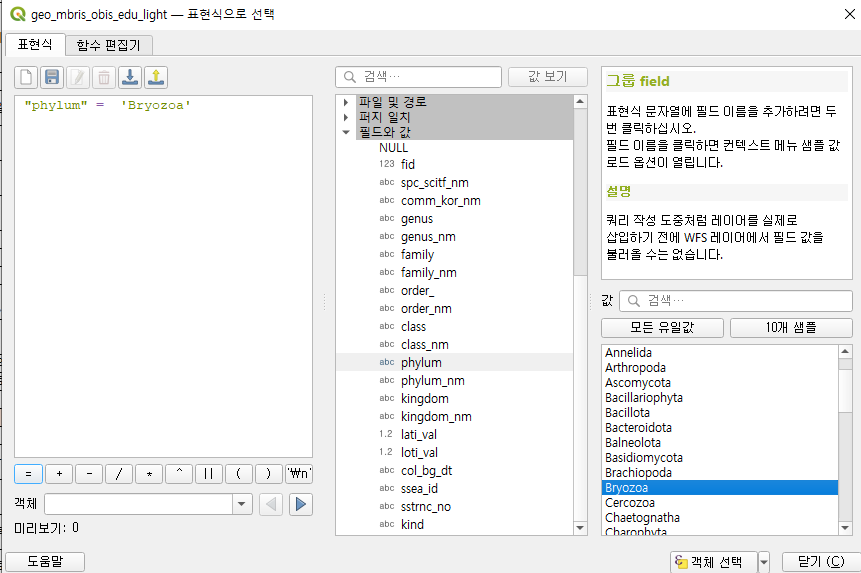 geo_mbris_obis_edu_light — 표현식으로 선택
표현식
함수 편집기
검색…
값 보기
"phylum" = 'Bryozoa'
파일 및 경로
퍼지 일치
필드와 값
NULL
123 fid
abc spc_scitf_nm
abc comm_kor_nm
abc genus
abc genus_nm
abc family
abc family_nm
abc order_
abc order_nm
abc class
abc class_nm
abc phylum
abc phylum_nm
abc kingdom
abc kingdom_nm
1.2 lati_val
1.2 loti_val
abc col_bg_dt
abc ssea_id
abc sstrnc_no
abc kind
그룹 field
표현식 문자열에 필드 이름을 추가하려면 두
번 클릭하십시오.
필드 이름을 클릭하면 컨텍스트 메뉴 샘플 값
로드 옵션이 열립니다.
설명
쿼리 작성 도중처럼 레이어를 실제로
삽입하기 전에 WFS 레이어에서 필드 값을
불러올 수는 없습니다.
값
검색…
모든 유일값
10개 샘플
Annelida
Arthropoda
Ascomycota
Bacillariophyta
Bacillota
Bacteroidota
Balneolota
Basidiomycota
Brachiopoda
Bryozoa
Cercozoa
Chaetognatha
Charophyta
= + - / * ^ || ( ) '₩n'
객체
미리보기: 0
도움말
객체 선택
닫기 (C)